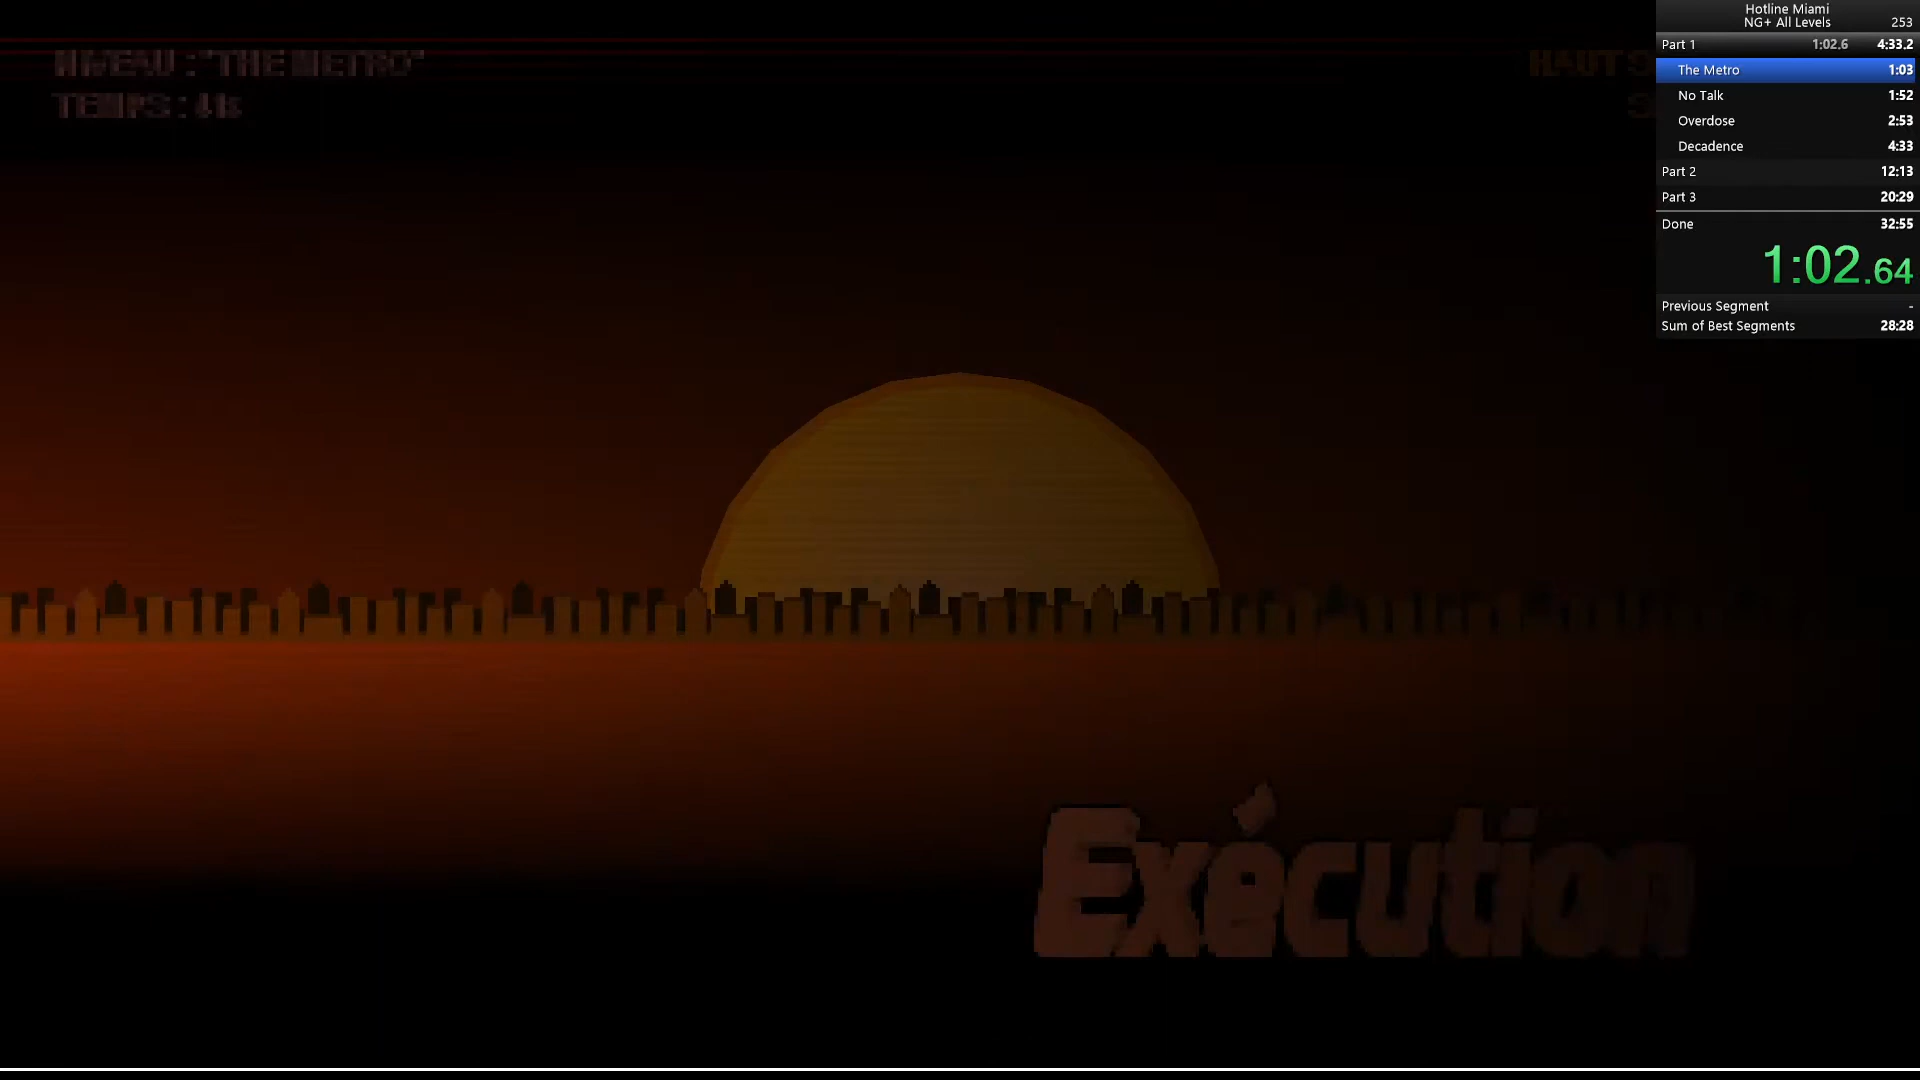 NIVEAU : "THE METRO"
TEMPS : 41s
HAUT S
S
Exécution
Hotline Miami
NG+ All Levels 253
Part 1 1:02.6 4:33.2
The Metro 1:03
No Talk 1:52
Overdose 2:53
Decadence 4:33
Part 2 12:13
Part 3 20:29
Done 32:55
1:02.64
Previous Segment -
Sum of Best Segments 28:28